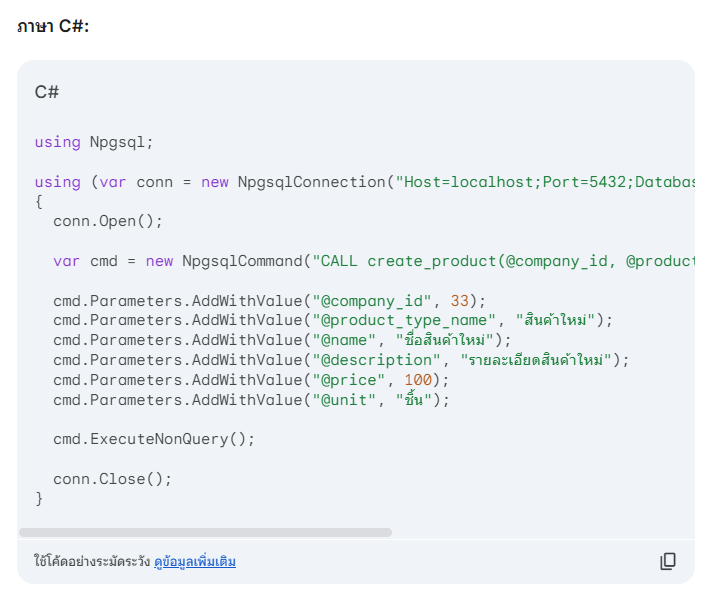 ภาษา C#:
C#
using Npgsql;
using (var conn = new NpgsqlConnection("Host=localhost;Port=5432;Databas
{
conn.Open();
var cmd = new NpgsqlCommand("CALL create_product(@company_id, @product
cmd.Parameters.AddWithValue("@company_id", 33);
cmd.Parameters.AddWithValue("@product_type_name", "สินค้าใหม่");
cmd.Parameters.AddWithValue("@name", "ชื่อสินค้าใหม่");
cmd.Parameters.AddWithValue("@description", "รายละเอียดสินค้าใหม่");
cmd.Parameters.AddWithValue("@price", 100);
cmd.Parameters.AddWithValue("@unit", "ชิ้น");
cmd.ExecuteNonQuery();
conn.Close();
}
ใช้โค้ดอย่างระมัดระวัง ดูข้อมูลเพิ่มเติม